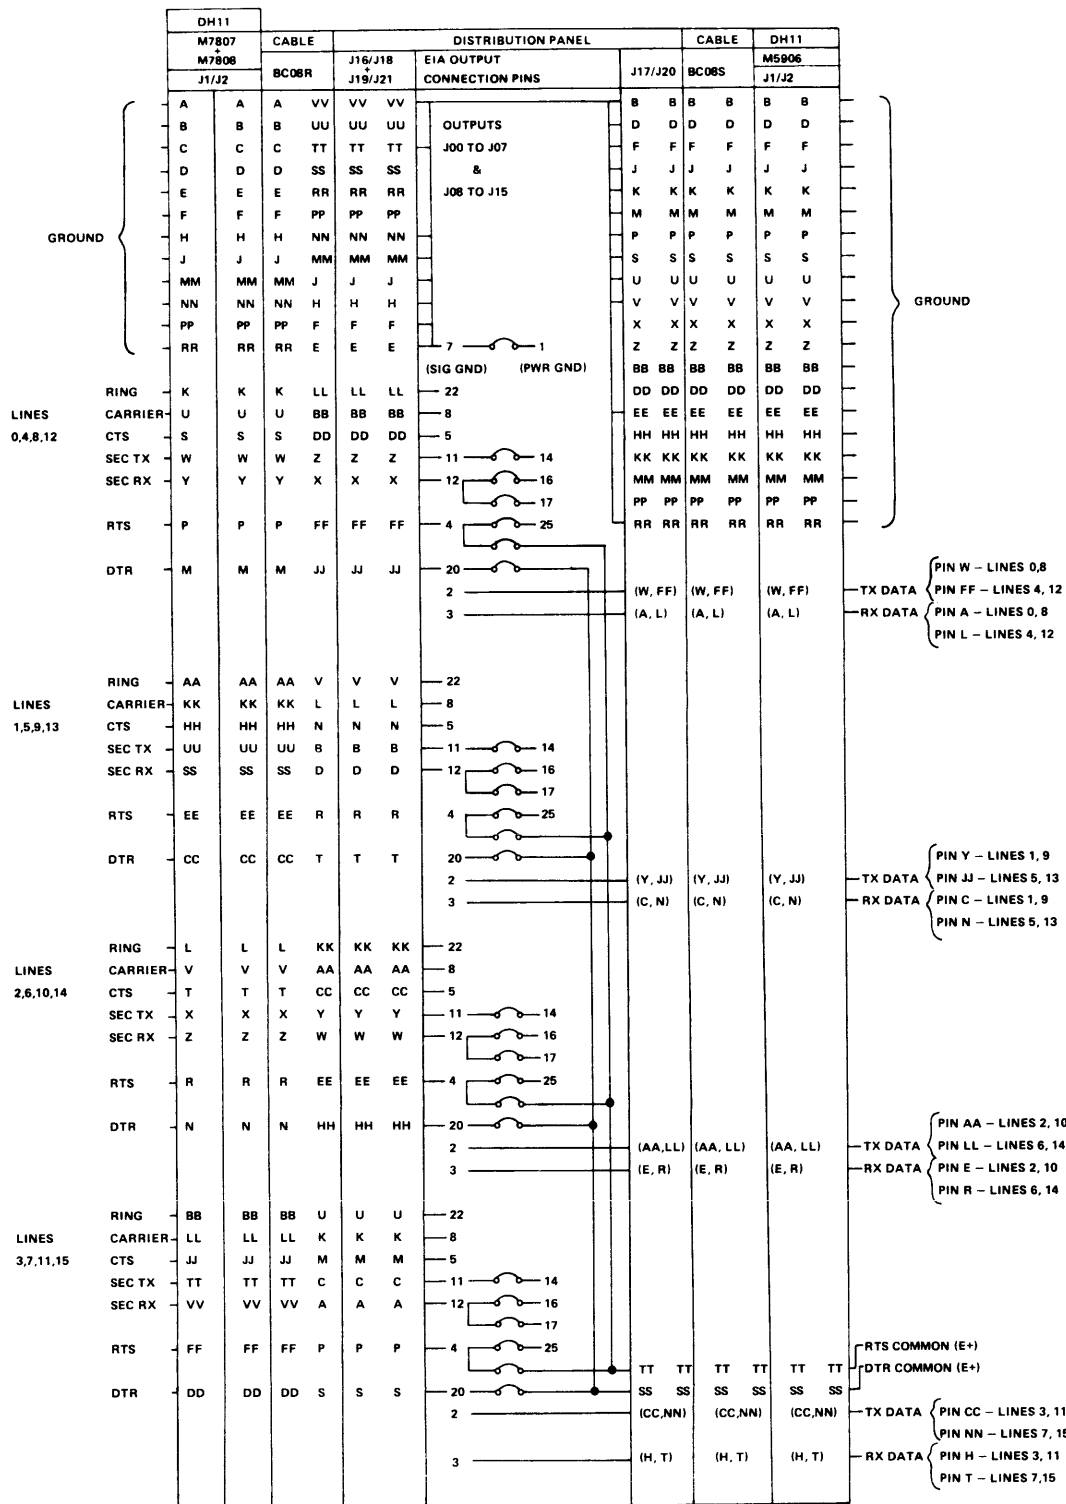 DH11
M7807 CABLE DISTRIBUTION PANEL CABLE DH11
+
M7808 J16/J18 EIA OUTPUT M5906
BC08R + J17/J20 BC08S
J1/J2 J19/J21 CONNECTION PINS J1/J2
A A A VV VV VV B B B B B B
B B B UU UU UU OUTPUTS D D D D D D
C C C TT TT TT J00 TO J07 F F F F F F
D D D SS SS SS & J J J J J J
E E E RR RR RR J08 TO J15 K K K K K K
F F F PP PP PP M M M M M M
GROUND H H H NN NN NN P P P P P P
J J J MM MM MM S S S S S S
MM MM MM J J J U U U U U U
NN NN NN H H H V V V V V V GROUND
PP PP PP F F F X X X X X X
RR RR RR E E E 7 1 Z Z Z Z Z Z
(SIG GND) (PWR GND) BB BB BB BB BB BB
RING K K K LL LL LL 22 DD DD DD DD DD DD
LINES CARRIER U U U BB BB BB 8 EE EE EE EE EE EE
0,4,8,12 CTS S S S DD DD DD 5 HH HH HH HH HH HH
SEC TX W W W Z Z Z 11 14 KK KK KK KK KK KK
SEC RX Y Y Y X X X 12 16 MM MM MM MM MM MM
17 PP PP PP PP PP PP
RTS P P P FF FF FF 4 25 RR RR RR RR RR RR
DTR M M M JJ JJ JJ 20 PIN W – LINES 0,8
2 (W, FF) (W, FF) (W, FF) TX DATA PIN FF – LINES 4, 12
3 (A, L) (A, L) (A, L) RX DATA PIN A – LINES 0, 8
PIN L – LINES 4, 12
RING AA AA AA V V V 22
LINES CARRIER KK KK KK L L L 8
1,5,9,13 CTS HH HH HH N N N 5
SEC TX UU UU UU B B B 11 14
SEC RX SS SS SS D D D 12 16
17
RTS EE EE EE R R R 4 25
DTR CC CC CC T T T 20 PIN Y – LINES 1, 9
2 (Y, JJ) (Y, JJ) (Y, JJ) TX DATA PIN JJ – LINES 5, 13
3 (C, N) (C, N) (C, N) RX DATA PIN C – LINES 1, 9
PIN N – LINES 5, 13
RING L L L KK KK KK 22
LINES CARRIER V V V AA AA AA 8
2,6,10,14 CTS T T T CC CC CC 5
SEC TX X X X Y Y Y 11 14
SEC RX Z Z Z W W W 12 16
17
RTS R R R EE EE EE 4 25
DTR N N N HH HH HH 20 PIN AA – LINES 2, 10
2 (AA,LL) (AA, LL) (AA, LL) TX DATA PIN LL – LINES 6, 14
3 (E, R) (E, R) (E, R) RX DATA PIN E – LINES 2, 10
PIN R – LINES 6, 14
RING BB BB BB U U U 22
LINES CARRIER LL LL LL K K K 8
3,7,11,15 CTS JJ JJ JJ M M M 5
SEC TX TT TT TT C C C 11 14
SEC RX VV VV VV A A A 12 16
17
RTS FF FF FF P P P 4 25 RTS COMMON (E+)
TT TT TT TT TT TT DTR COMMON (E+)
DTR DD DD DD S S S 20 SS SS SS SS SS SS
2 (CC,NN) (CC,NN) (CC,NN) TX DATA PIN CC – LINES 3, 11
PIN NN – LINES 7, 15
3 (H, T) (H, T) (H, T) RX DATA PIN H – LINES 3, 11
PIN T – LINES 7,15